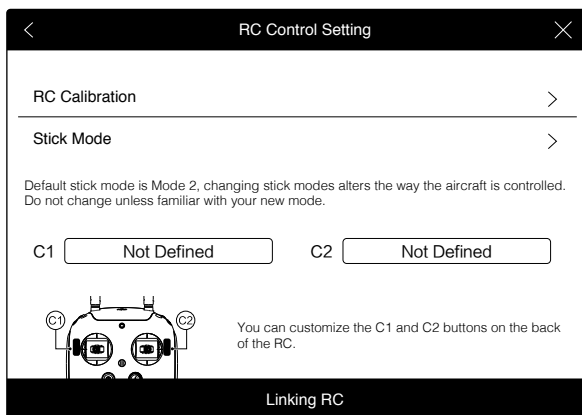 RC Control Setting
RC Calibration
Stick Mode
Default stick mode is Mode 2, changing stick modes alters the way the aircraft is controlled.
Do not change unless familiar with your new mode.
C1 Not Defined C2 Not Defined
C1 C2
You can customize the C1 and C2 buttons on the back
of the RC.
Linking RC